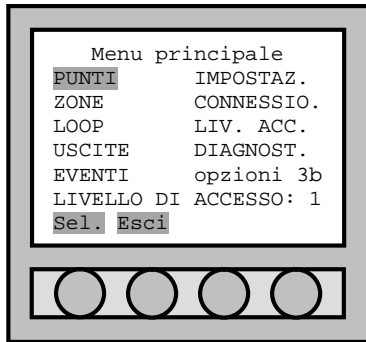 Menu principale
PUNTI IMPOSTAZ.
ZONE CONNESSIO.
LOOP LIV. ACC.
USCITE DIAGNOST.
EVENTI opzioni 3b
LIVELLO DI ACCESSO: 1
Sel. Esci